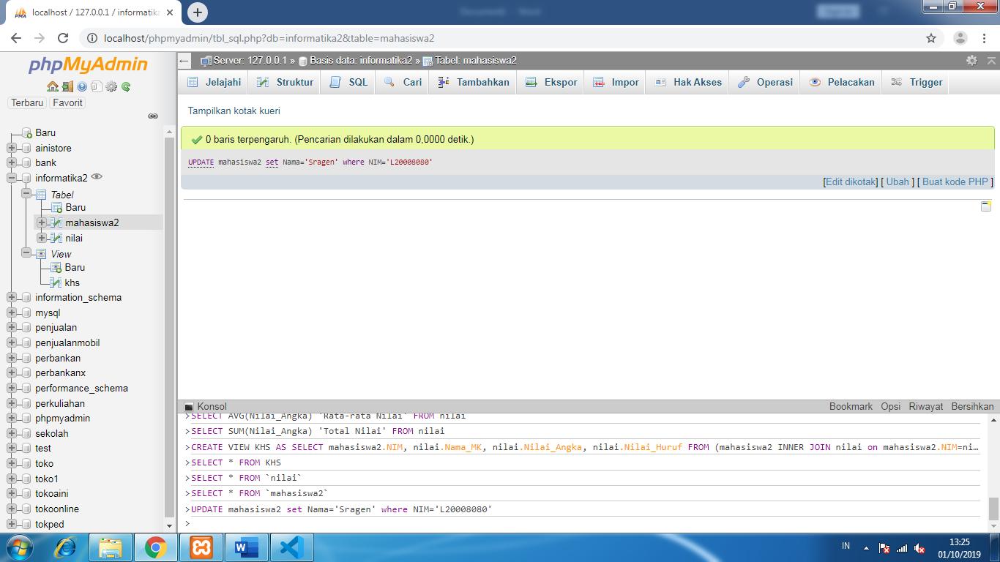 localhost / 127.0.0.1 / informatika
localhost/phpmyadmin/tbl_sql.php?db=informatika2&table=mahasiswa2
phpMyAdmin
Terbaru Favorit
Baru
ainistore
bank
informatika2
Tabel
Baru
mahasiswa2
nilai
View
Baru
khs
information_schema
mysql
penjualan
penjualanmobil
perbankan
perbankanx
performance_schema
perkuliahan
phpmyadmin
sekolah
test
toko
toko1
tokoaini
tokoonline
tokped
Server: 127.0.0.1 » Basis data: informatika2 » Tabel: mahasiswa2
Jelajahi Struktur SQL Cari Tambahkan Ekspor Impor Hak Akses Operasi Pelacakan Trigger
Tampilkan kotak kueri
0 baris terpengaruh. (Pencarian dilakukan dalam 0,0000 detik.)
UPDATE mahasiswa2 set Nama='Sragen' where NIM='L20008080'
[Edit dikotak] [ Ubah ] [ Buat kode PHP ]
Konsol Bookmark Opsi Riwayat Bersihkan
>SELECT AVG(Nilai_Angka) 'Rata-rata Nilai' FROM nilai
>SELECT SUM(Nilai_Angka) 'Total Nilai' FROM nilai
>CREATE VIEW KHS AS SELECT mahasiswa2.NIM, nilai.Nama_MK, nilai.Nilai_Angka, nilai.Nilai_Huruf FROM (mahasiswa2 INNER JOIN nilai on mahasiswa2.NIM=ni…
>SELECT * FROM KHS
>SELECT * FROM `nilai`
>SELECT * FROM `mahasiswa2`
>UPDATE mahasiswa2 set Nama='Sragen' where NIM='L20008080'
>
IN
13:25
01/10/2019